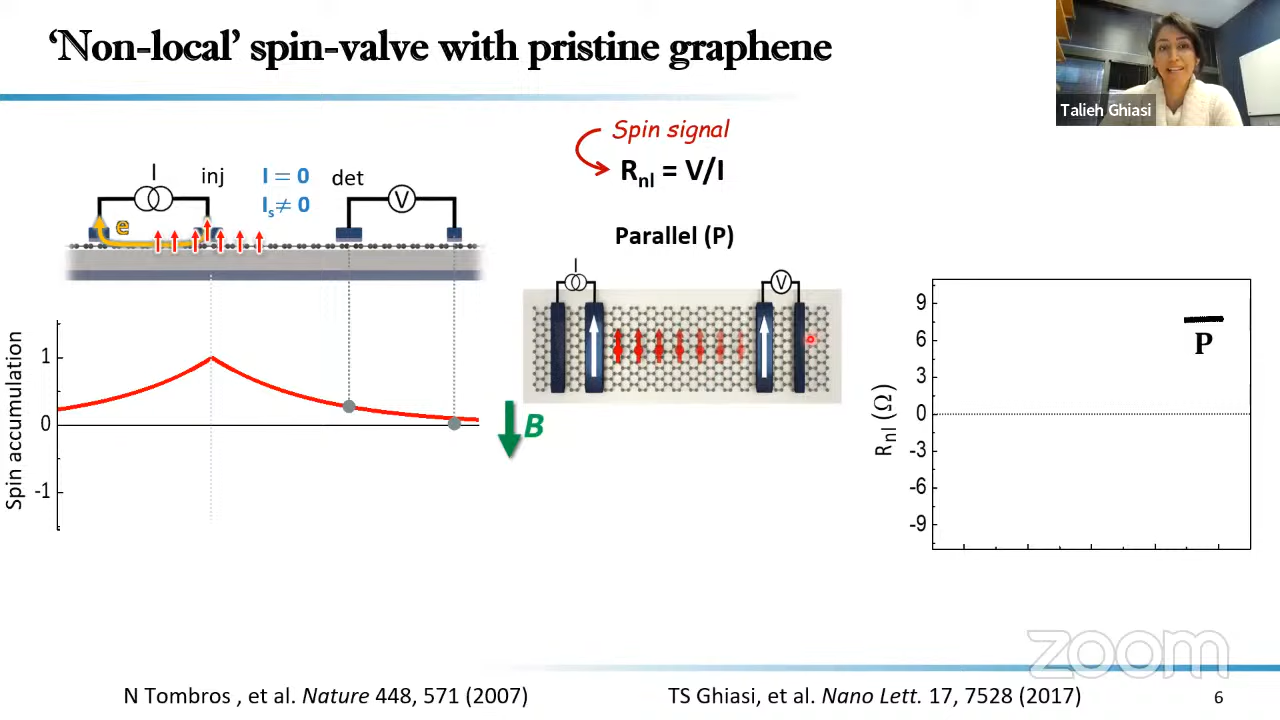 ‘Non-local’ spin-valve with pristine graphene
Talieh Ghiasi
Spin signal
Rnl = V/I
I
inj
I = 0
Is ≠ 0
det
V
e
Parallel (P)
I
V
Spin accumulation
1
0
-1
B
Rnl (Ω)
9
6
3
0
-3
-6
-9
P
zoom
N Tombros , et al. Nature 448, 571 (2007)
TS Ghiasi, et al. Nano Lett. 17, 7528 (2017)
6